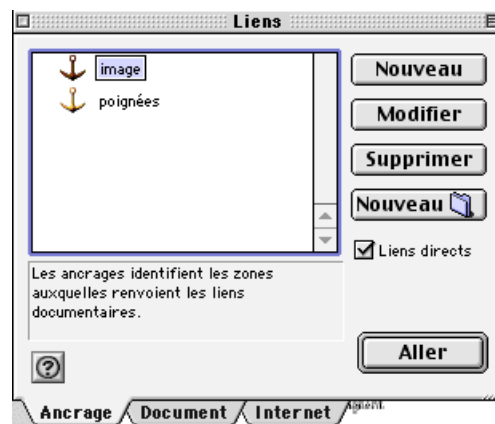 Liens
image
poignées
Nouveau
Modifier
Supprimer
Nouveau
Liens directs
Les ancrages identifient les zones
auxquelles renvoient les liens
documentaires.
?
Aller
Ancrage
Document
Internet